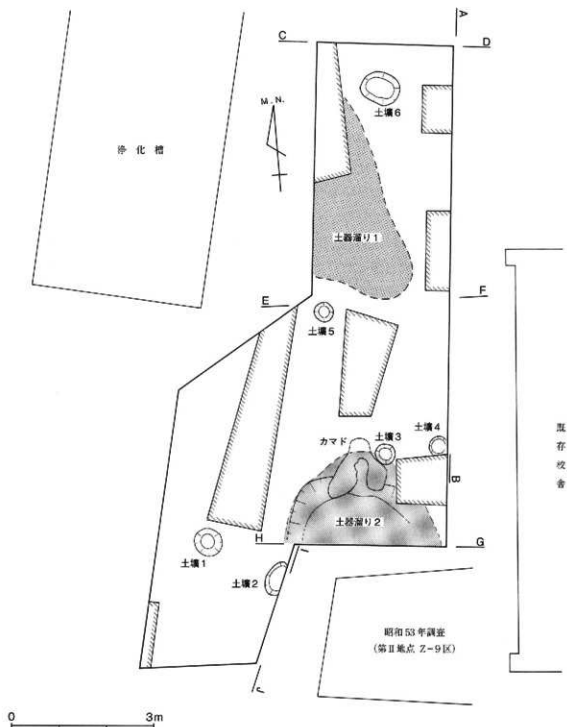 A
C
D
M.N.
土壙6
浄化槽
土器溜り1
E
F
土壙5
カマド
土壙3
土壙4
既存校舎
B
土器溜り2
H
I
G
土壙1
土壙2
昭和53年調査
(第Ⅱ地点 Z-9区)
J
0
3m